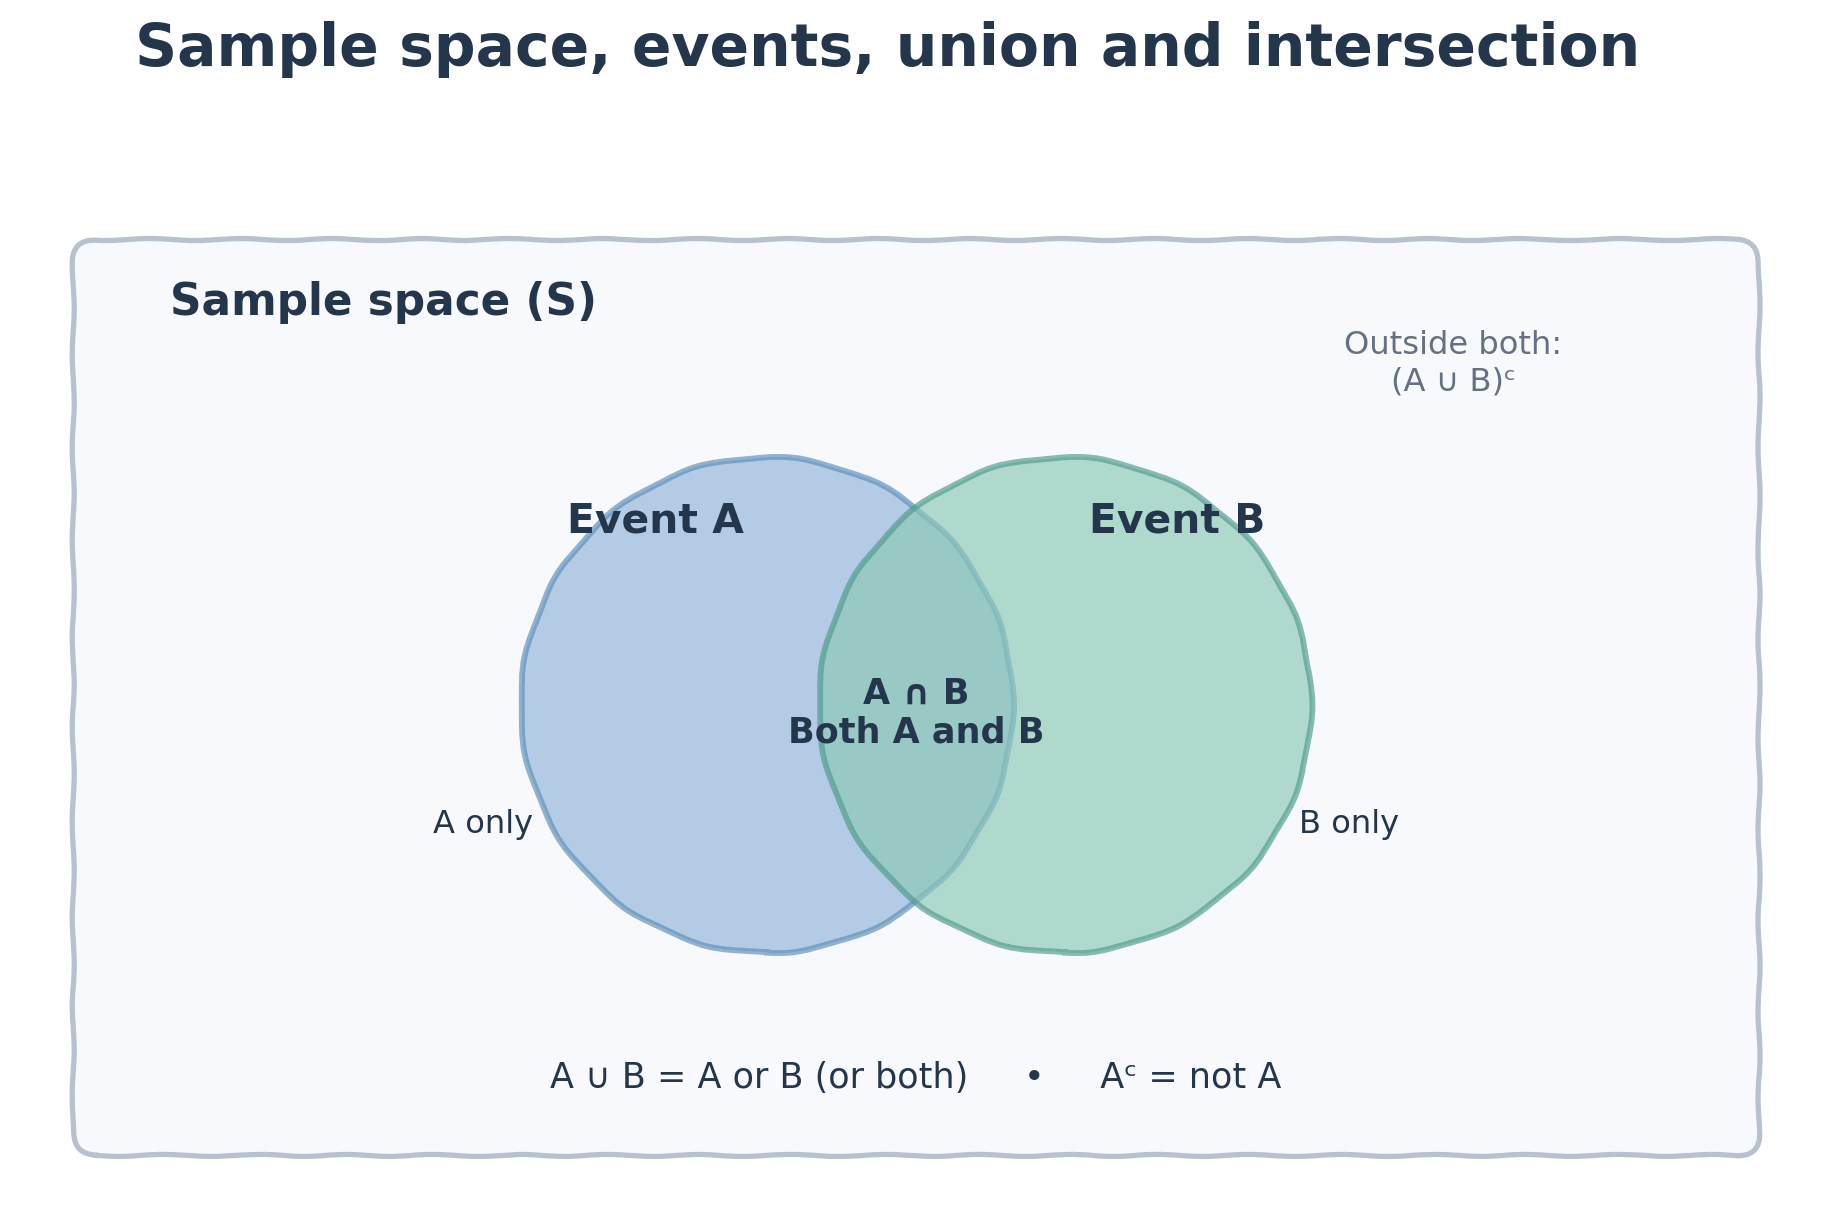 Sample space, events, union and intersection
Sample space (S)
Outside both:
(A ∪ B)ᶜ
Event A
Event B
A ∩ B
Both A and B
A only
B only
A ∪ B = A or B (or both) • Aᶜ = not A